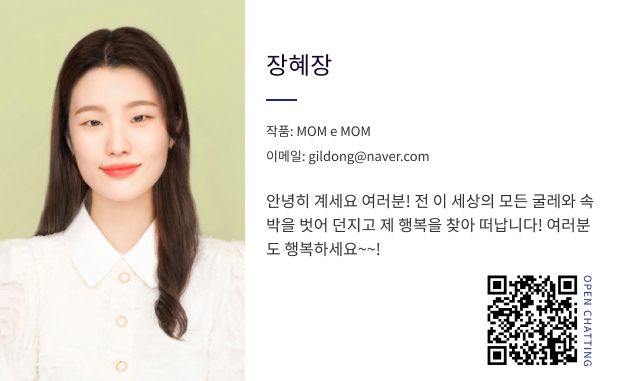 장혜장
작품: MOM e MOM
이메일: gildong@naver.com
안녕히 계세요 여러분! 전 이 세상의 모든 굴레와 속
박을 벗어 던지고 제 행복을 찾아 떠납니다! 여러분
도 행복하세요~~!
OPEN CHATTING